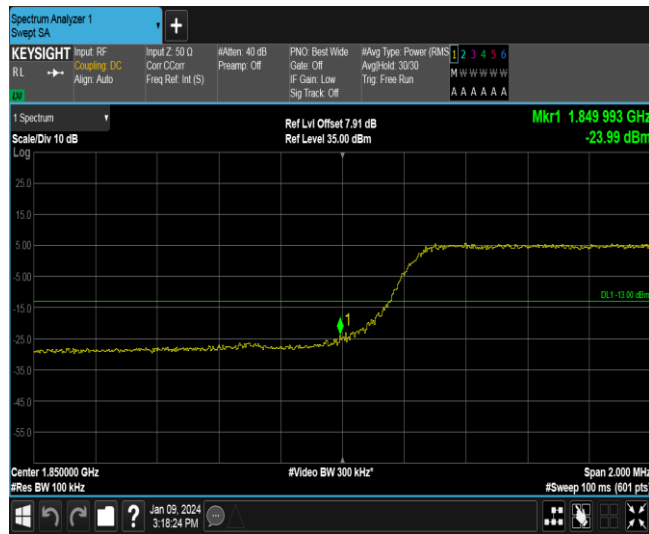 Spectrum Analyzer 1
Swept SA
+
KEYSIGHT
RL
Input: RF
Coupling: DC
Align: Auto
Input Z: 50 Ω
Corr CCorr
Freq Ref: Int (S)
#Atten: 40 dB
Preamp: Off
PNO: Best Wide
Gate: Off
IF Gain: Low
Sig Track: Off
#Avg Type: Power (RMS
Avg|Hold: 30/30
Trig: Free Run
1 2 3 4 5 6
M W W W W W
A A A A A A
1 Spectrum
Scale/Div 10 dB
Ref Lvl Offset 7.91 dB
Ref Level 35.00 dBm
Mkr1 1.849 993 GHz
-23.99 dBm
Log
25.0
15.0
5.00
-5.00
-15.0
-25.0
-35.0
-45.0
-55.0
DL1 -13.00 dBm
1
Center 1.850000 GHz
#Res BW 100 kHz
#Video BW 300 kHz*
Span 2.000 MHz
#Sweep 100 ms (601 pts
?
Jan 09, 2024
3:18:24 PM